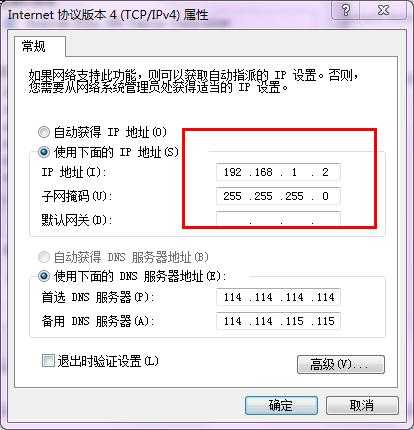 Internet 协议版本 4 (TCP/IPv4) 属性
常规
如果网络支持此功能，则可以获取自动指派的 IP 设置。否则，
您需要从网络系统管理员处获得适当的 IP 设置。
自动获得 IP 地址(O)
使用下面的 IP 地址(S)
IP 地址(I): 192 .168 . 1 . 2
子网掩码(U): 255 .255 .255 . 0
默认网关(D): . . .
自动获得 DNS 服务器地址(B)
使用下面的 DNS 服务器地址(E):
首选 DNS 服务器(P): 114 .114 .114 .114
备用 DNS 服务器(A): 114 .114 .115 .115
退出时验证设置(L)
高级(V)...
确定 取消